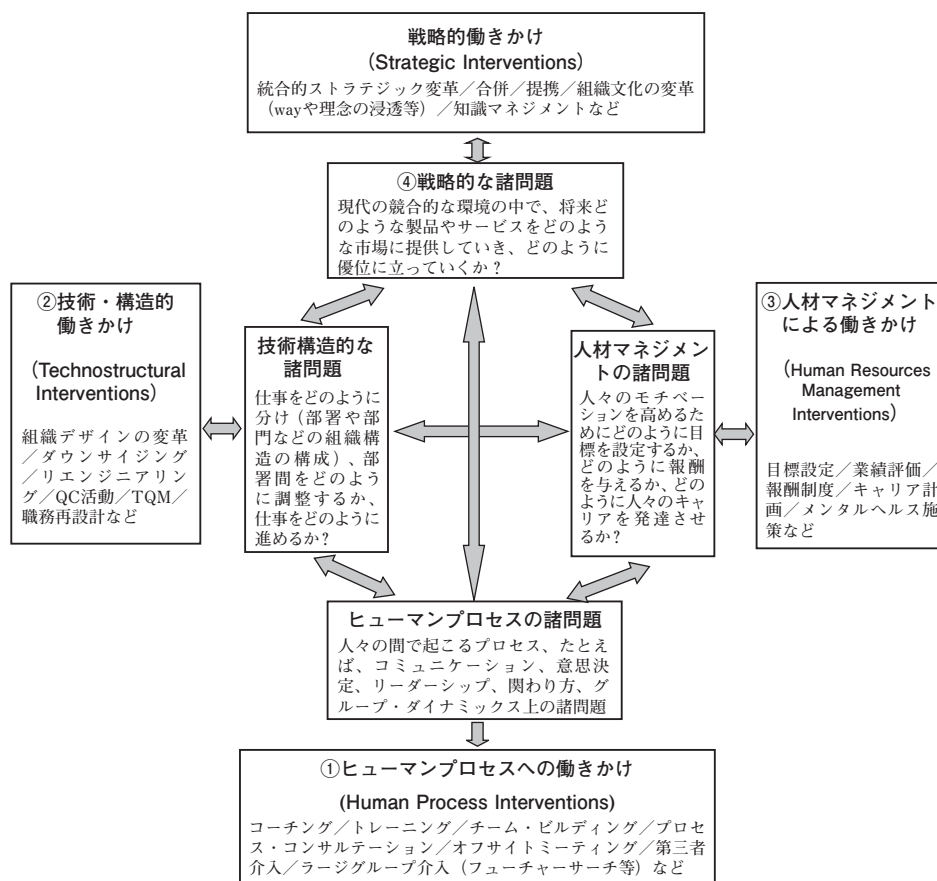 戦略的働きかけ
(Strategic Interventions)
統合的ストラテジック変革／合併／提携／組織文化の変革
（wayや理念の浸透等）／知識マネジメントなど
④戦略的な諸問題
現代の競合的な環境の中で、将来ど
のような製品やサービスをどのよう
な市場に提供していき、どのように
優位に立っていくか？
②技術・構造的
働きかけ
(Technostructural
Interventions)
組織デザインの変革
／ダウンサイジング
／リエンジニアリン
グ／QC活動／TQM／
職務再設計など
技術構造的な
諸問題
仕事をどのように
分け（部署や部
門などの組織構
造の構成）、部
署間をどのよう
に調整するか、
仕事をどのように
進めるか？
人材マネジメン
トの諸問題
人々のモチベー
ションを高めるた
めにどのように目
標を設定するか、
どのように報酬
を与えるか、どの
ように人々のキャ
リアを発達させ
るか？
③人材マネジメント
による働きかけ
(Human Resources
Management
Interventions)
目標設定／業績評価／
報酬制度／キャリア計
画／メンタルヘルス施
策など
ヒューマンプロセスの諸問題
人々の間で起こるプロセス、たとえ
ば、コミュニケーション、意思決
定、リーダーシップ、関わり方、グ
ループ・ダイナミックス上の諸問題
①ヒューマンプロセスへの働きかけ
(Human Process Interventions)
コーチング／トレーニング／チーム・ビルディング／プロセ
ス・コンサルテーション／オフサイトミーティング／第三者
介入／ラージグループ介入（フューチャーサーチ等）など